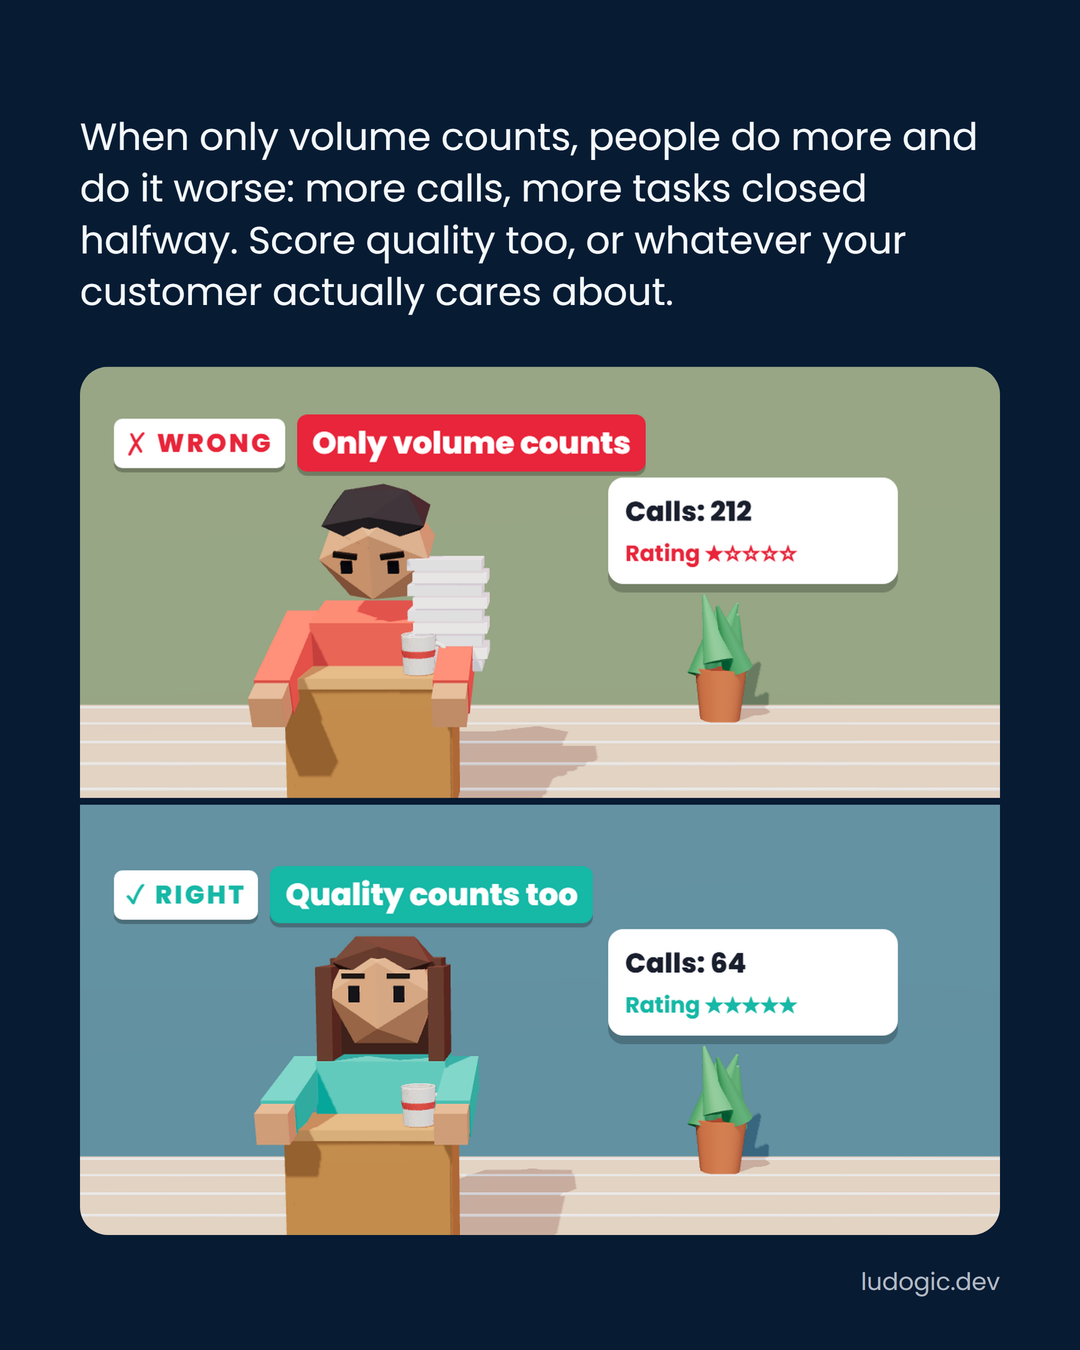 When only volume counts, people do more and
do it worse: more calls, more tasks closed
halfway. Score quality too, or whatever your
customer actually cares about.
✗ WRONG
Only volume counts
Calls: 212
Rating ★☆☆☆☆
✓ RIGHT
Quality counts too
Calls: 64
Rating ★★★★★
ludogic.dev